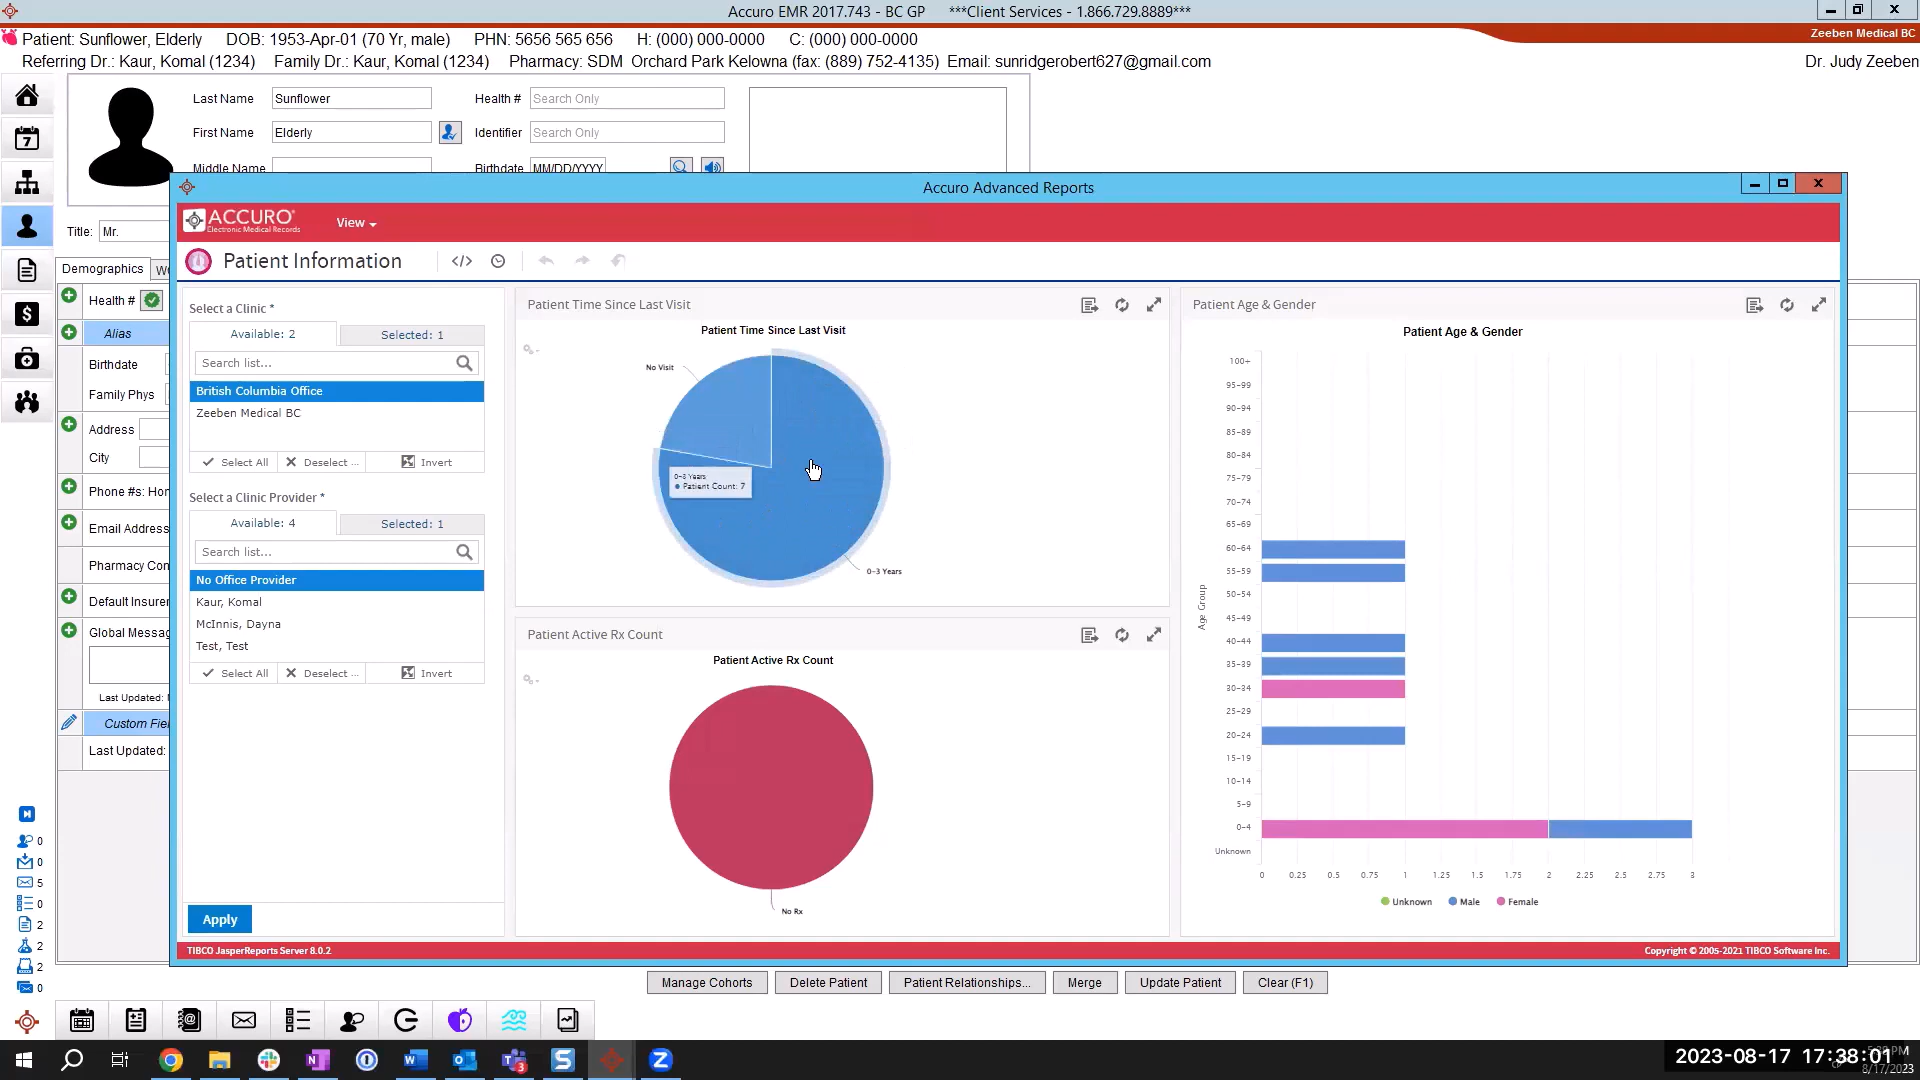 Accuro EMR 2017.743 - BC GP ***Client Services - 1.866.729.8889***
Patient: Sunflower, Elderly DOB: 1953-Apr-01 (70 Yr, male) PHN: 5656 565 656 H: (000) 000-0000 C: (000) 000-0000
Zeeben Medical BC
Referring Dr.: Kaur, Komal (1234) Family Dr.: Kaur, Komal (1234) Pharmacy: SDM Orchard Park Kelowna (fax: (889) 752-4135) Email: sunridgerobert627@gmail.com
Dr. Judy Zeeben
Last Name Sunflower Health # Search Only
First Name Elderly Identifier Search Only
Middle Name Birthdate MM/DD/YYYY
7
Title: Mr.
Demographics
Health #
Alias
Birthdate
Family Phys
Address
City
Phone #s: Hor
Email Address
Pharmacy Con
Default Insurer
Global Messag
Last Updated:
Custom Fiel
Last Updated:
0
0
5
0
2
2
2
0
Accuro Advanced Reports
ACCURO
Electronic Medical Records
View
Patient Information
Select a Clinic *
Available: 2 Selected: 1
Search list...
British Columbia Office
Zeeben Medical BC
Select All Deselect ... Invert
Select a Clinic Provider *
Available: 4 Selected: 1
Search list...
No Office Provider
Kaur, Komal
McInnis, Dayna
Test, Test
Select All Deselect ... Invert
Apply
Patient Time Since Last Visit
Patient Time Since Last Visit
No Visit
Patient Count: 7
0-3 Years
Patient Active Rx Count
Patient Active Rx Count
No Rx
Patient Age & Gender
Patient Age & Gender
Age Group
100+
95-99
90-94
85-89
80-84
75-79
70-74
65-69
60-64
55-59
50-54
45-49
40-44
35-39
30-34
25-29
20-24
15-19
10-14
5-9
0-4
Unknown
0 0.25 0.5 0.75 1 1.25 1.5 1.75 2 2.25 2.5 2.75 3
Unknown Male Female
TIBCO JasperReports Server 8.0.2
Copyright © 2005-2021 TIBCO Software Inc.
Manage Cohorts Delete Patient Patient Relationships... Merge Update Patient Clear (F1)
2023-08-17 17:38:01
8/17/2023